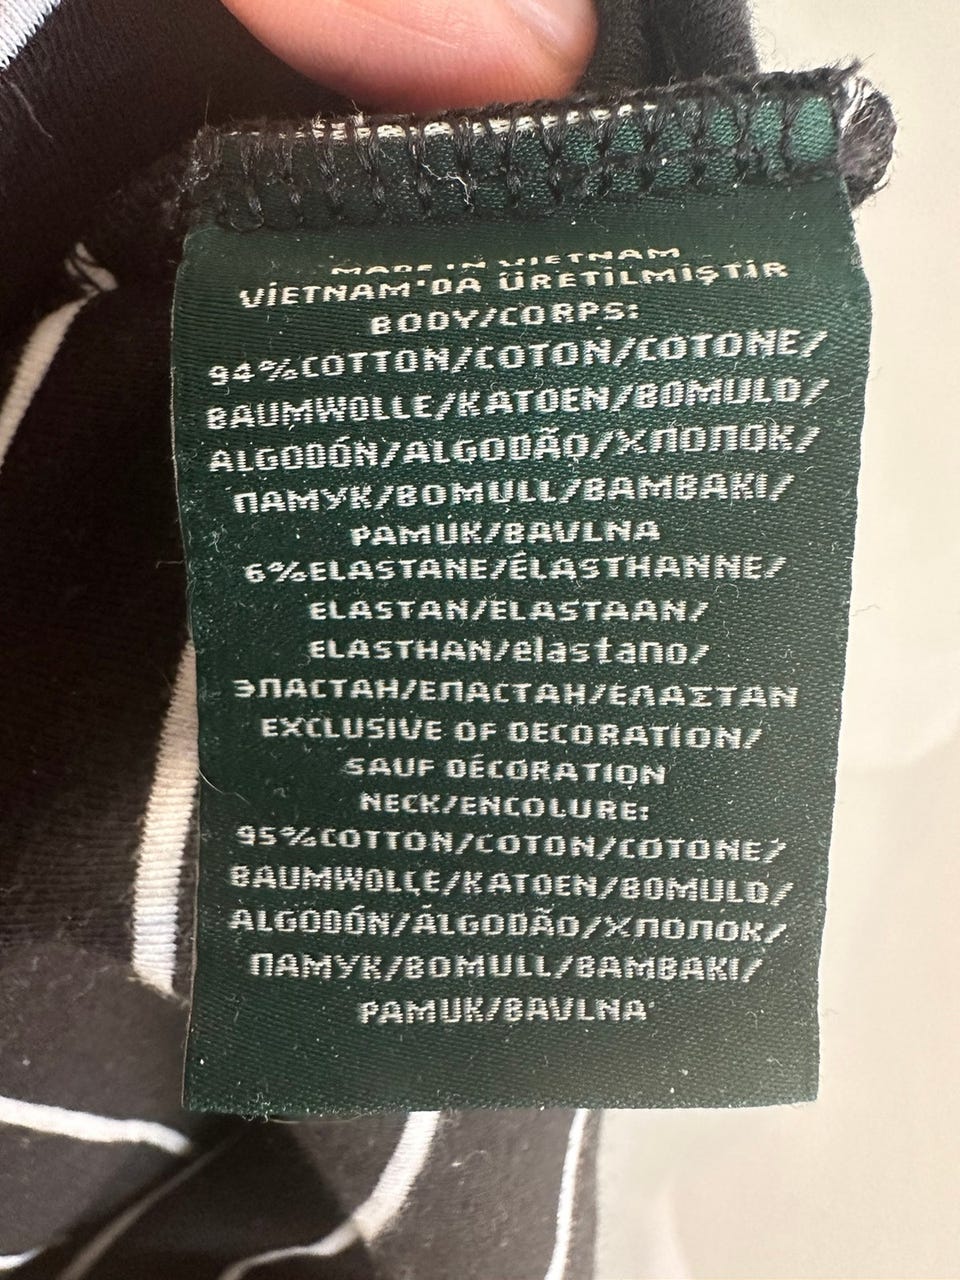 MADE IN VIETNAM
VİETNAM'DA ÜRETİLMİŞTİR
BODY/CORPS:
94%COTTON/COTON/COTONE/
BAUMWOLLE/KATOEN/BOMULD/
ALGODÓN/ALGODÃO/ХЛОПОК/
ПАМУК/BOMULL/BAMBAKI/
PAMUK/BAVLNA
6%ELASTANE/ÉLASTHANNE/
ELASTAN/ELASTAAN/
ELASTHAN/elastano/
ЭЛАСТАН/ЕЛАСТАН/ΕΛΑΣΤΑΝ
EXCLUSIVE OF DECORATION/
SAUF DÉCORATION
NECK/ENCOLURE:
95%COTTON/COTON/COTONE/
BAUMWOLLE/KATOEN/BOMULD/
ALGODÓN/ALGODÃO/ХЛОПОК/
ПАМУК/BOMULL/BAMBAKI/
PAMUK/BAVLNA